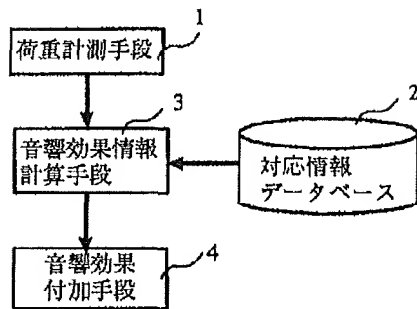 荷重計測手段
1
音響効果情報
計算手段
3
対応情報
データベース
2
音響効果
付加手段
4